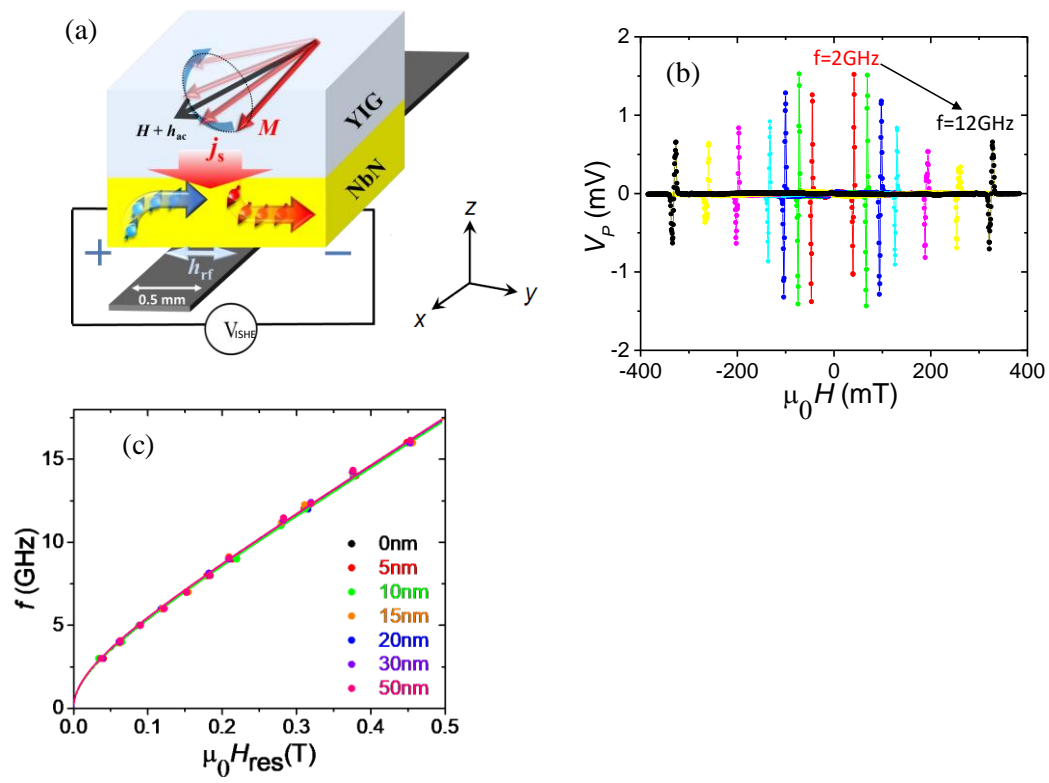 (a)
YIG
H + hac
M
js
NbN
+
−
hrf
0.5 mm
VISHE
z
y
x
(b)
f=2GHz
f=12GHz
VP (mV)
2
1
0
-1
-2
-400 -200 0 200 400
μ0H (mT)
(c)
f (GHz)
15
10
5
0
0nm
5nm
10nm
15nm
20nm
30nm
50nm
0.0 0.1 0.2 0.3 0.4 0.5
μ0Hres(T)